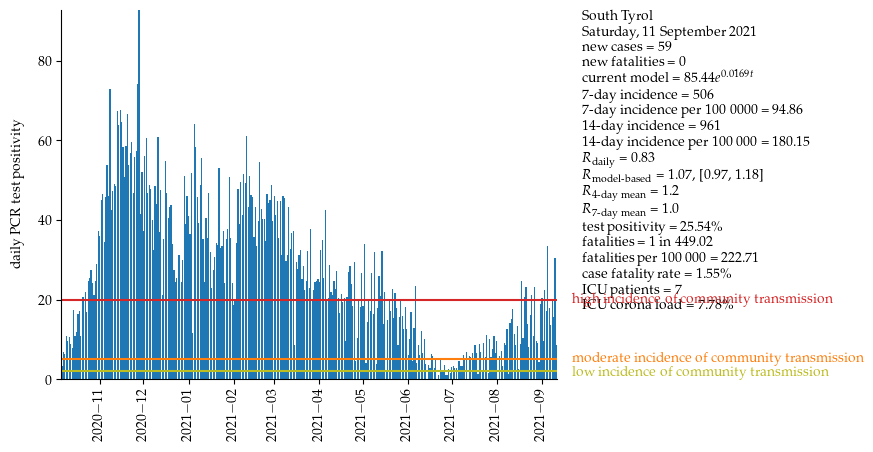 South Tyrol
Saturday, 11 September 2021
new cases = 59
new fatalities = 0
current model = 85.44e^0.0169t
7-day incidence = 506
7-day incidence per 100 0000 = 94.86
14-day incidence = 961
14-day incidence per 100 000 = 180.15
R_daily = 0.83
R_model-based = 1.07, [0.97, 1.18]
R_4-day mean = 1.2
R_7-day mean = 1.0
test positivity = 25.54%
fatalities = 1 in 449.02
fatalities per 100 000 = 222.71
case fatality rate = 1.55%
ICU patients = 7
high incidence of community transmission
ICU corona load = 7.78%
moderate incidence of community transmission
low incidence of community transmission
daily PCR test positivity
80
60
40
20
0
2020−11
2020−12
2021−01
2021−02
2021−03
2021−04
2021−05
2021−06
2021−07
2021−08
2021−09